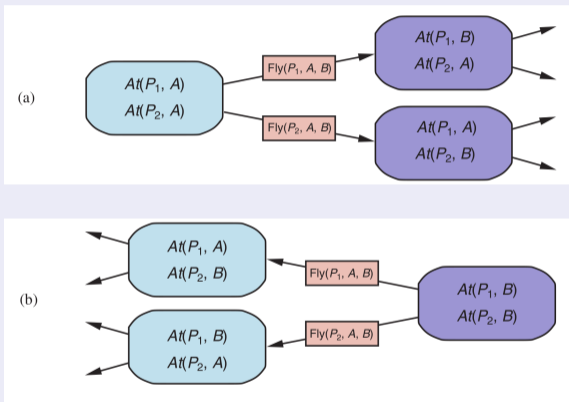 (a)
At(P1, A)
At(P2, A)
Fly(P1, A, B)
Fly(P2, A, B)
At(P1, B)
At(P2, A)
At(P1, A)
At(P2, B)
(b)
At(P1, A)
At(P2, B)
At(P1, B)
At(P2, A)
Fly(P1, A, B)
Fly(P2, A, B)
At(P1, B)
At(P2, B)